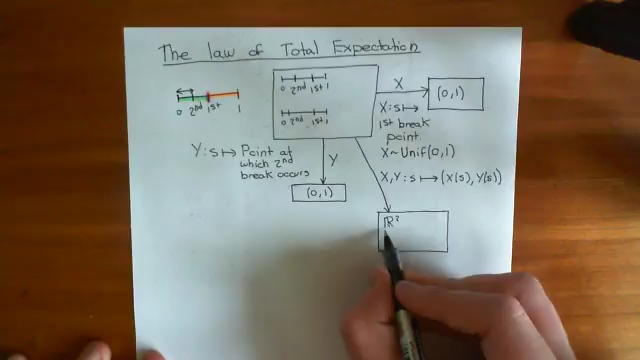 The law of Total Expectation
0 2nd 1st 1
0 2nd 1st 1
0 2nd 1st 1
X
(0,1)
X: s ↦
1st break
point.
X ~ Unif(0,1)
X, Y: s ↦ (X(s), Y(s))
Y: s ↦ Point at
which 2nd
break occurs
Y
(0,1)
ℝ²